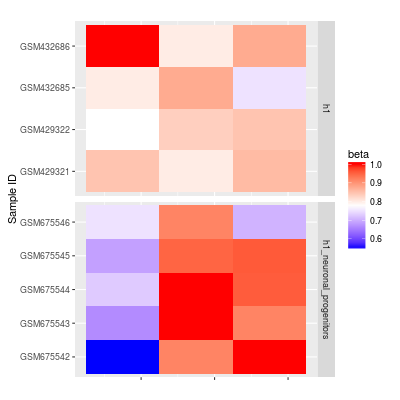 Sample ID
GSM432686
GSM432685
GSM429322
GSM429321
h1
GSM675546
GSM675545
GSM675544
GSM675543
GSM675542
h1_neuronal_progenitors
beta
1.0
0.9
0.8
0.7
0.6